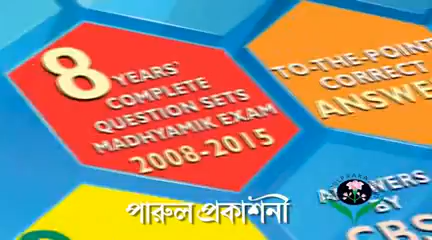 8 YEARS'
COMPLETE
QUESTION SETS
MADHYAMIK EXAM
2008-2015
TO-THE-POINT
CORRECT
ANSWE
ANSWERS
BY
CBS
পারুল প্রকাশনী